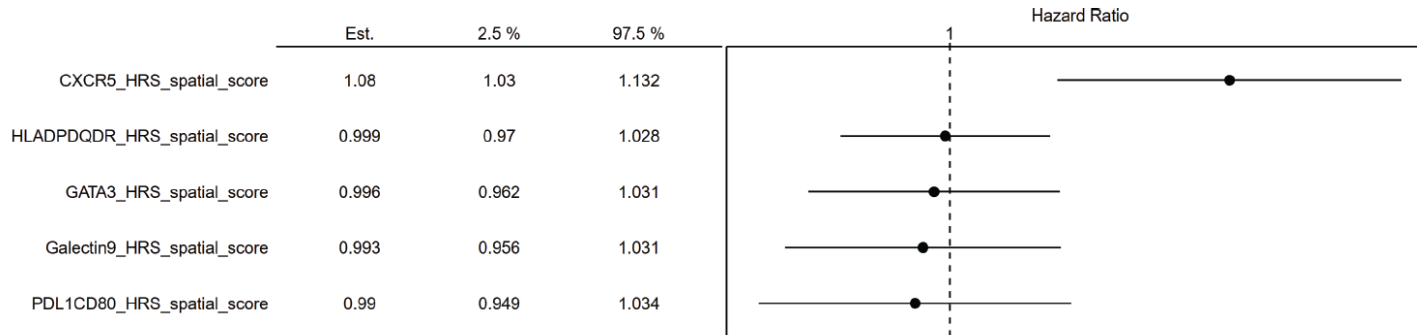 Hazard Ratio
Est. 2.5 % 97.5 % 1
CXCR5_HRS_spatial_score 1.08 1.03 1.132
HLADPDQDR_HRS_spatial_score 0.999 0.97 1.028
GATA3_HRS_spatial_score 0.996 0.962 1.031
Galectin9_HRS_spatial_score 0.993 0.956 1.031
PDL1CD80_HRS_spatial_score 0.99 0.949 1.034